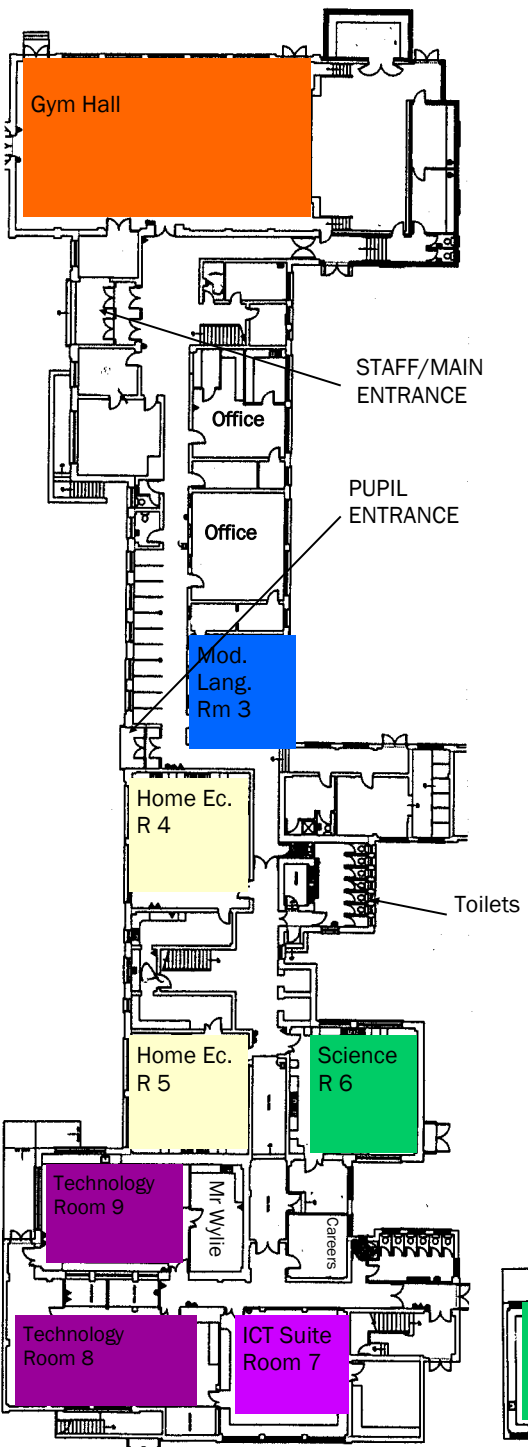 Gym Hall
STAFF/MAIN
ENTRANCE
Office
PUPIL
ENTRANCE
Office
Mod.
Lang.
Rm 3
Home Ec.
R 4
Toilets
Home Ec.
R 5
Science
R 6
Technology
Room 9
Mr Wylie
Careers
Technology
Room 8
ICT Suite
Room 7